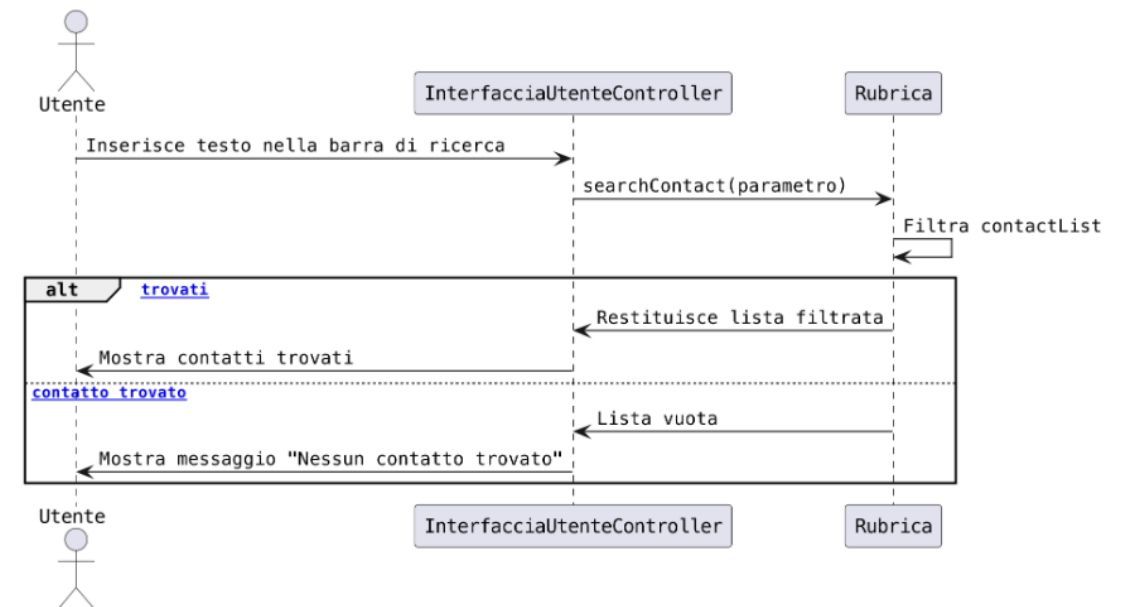 Utente
InterfacciaUtenteController
Rubrica
Inserisce testo nella barra di ricerca
searchContact(parametro)
Filtra contactList
alt
trovati
Restituisce lista filtrata
Mostra contatti trovati
contatto trovato
Lista vuota
Mostra messaggio "Nessun contatto trovato"
Utente
InterfacciaUtenteController
Rubrica